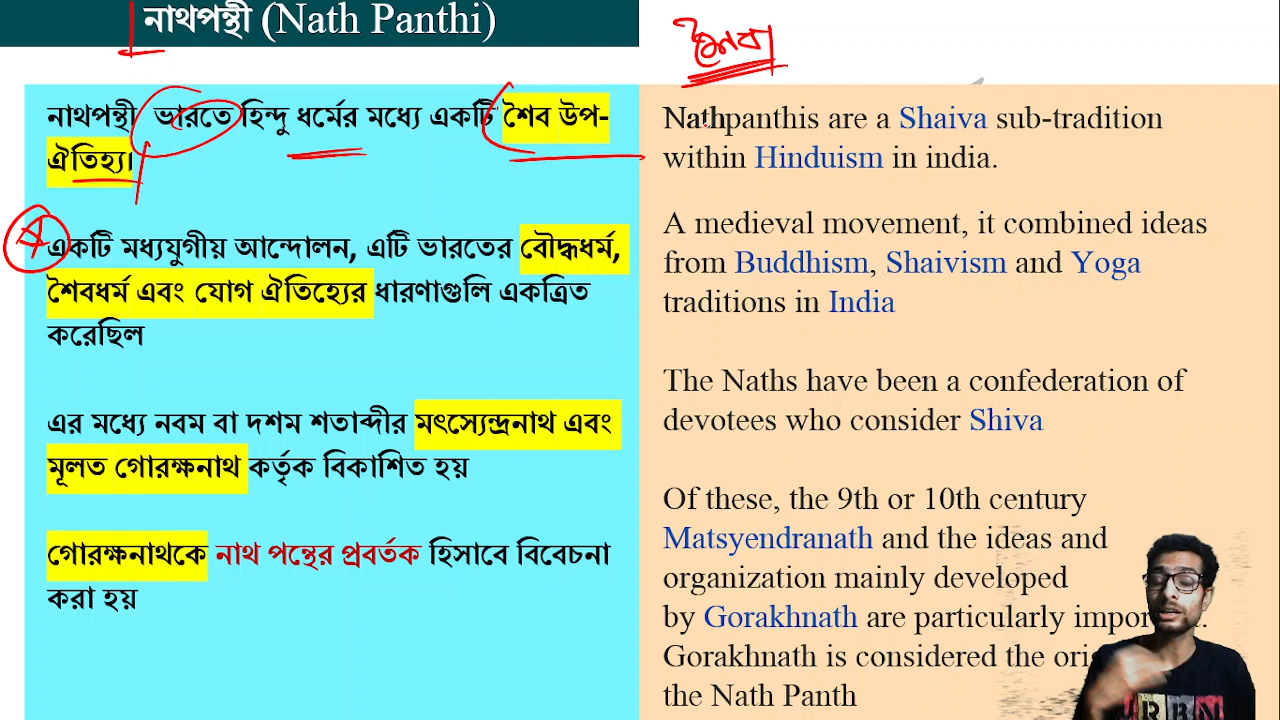 নাথপন্থী (Nath Panthi)
নাথপন্থী ভারতে হিন্দু ধর্মের মধ্যে একটি শৈব উপ-
ঐতিহ্য।
একটি মধ্যযুগীয় আন্দোলন, এটি ভারতের বৌদ্ধধর্ম,
শৈবধর্ম এবং যোগ ঐতিহ্যের ধারণাগুলি একত্রিত
করেছিল
এর মধ্যে নবম বা দশম শতাব্দীর মৎস্যেন্দ্রনাথ এবং
মূলত গোরক্ষনাথ কর্তৃক বিকাশিত হয়
গোরক্ষনাথকে নাথ পন্থের প্রবর্তক হিসাবে বিবেচনা
করা হয়
Nathpanthis are a Shaiva sub-tradition
within Hinduism in india.
A medieval movement, it combined ideas
from Buddhism, Shaivism and Yoga
traditions in India
The Naths have been a confederation of
devotees who consider Shiva
Of these, the 9th or 10th century
Matsyendranath and the ideas and
organization mainly developed
by Gorakhnath are particularly
Gorakhnath is considered the
the Nath Panth